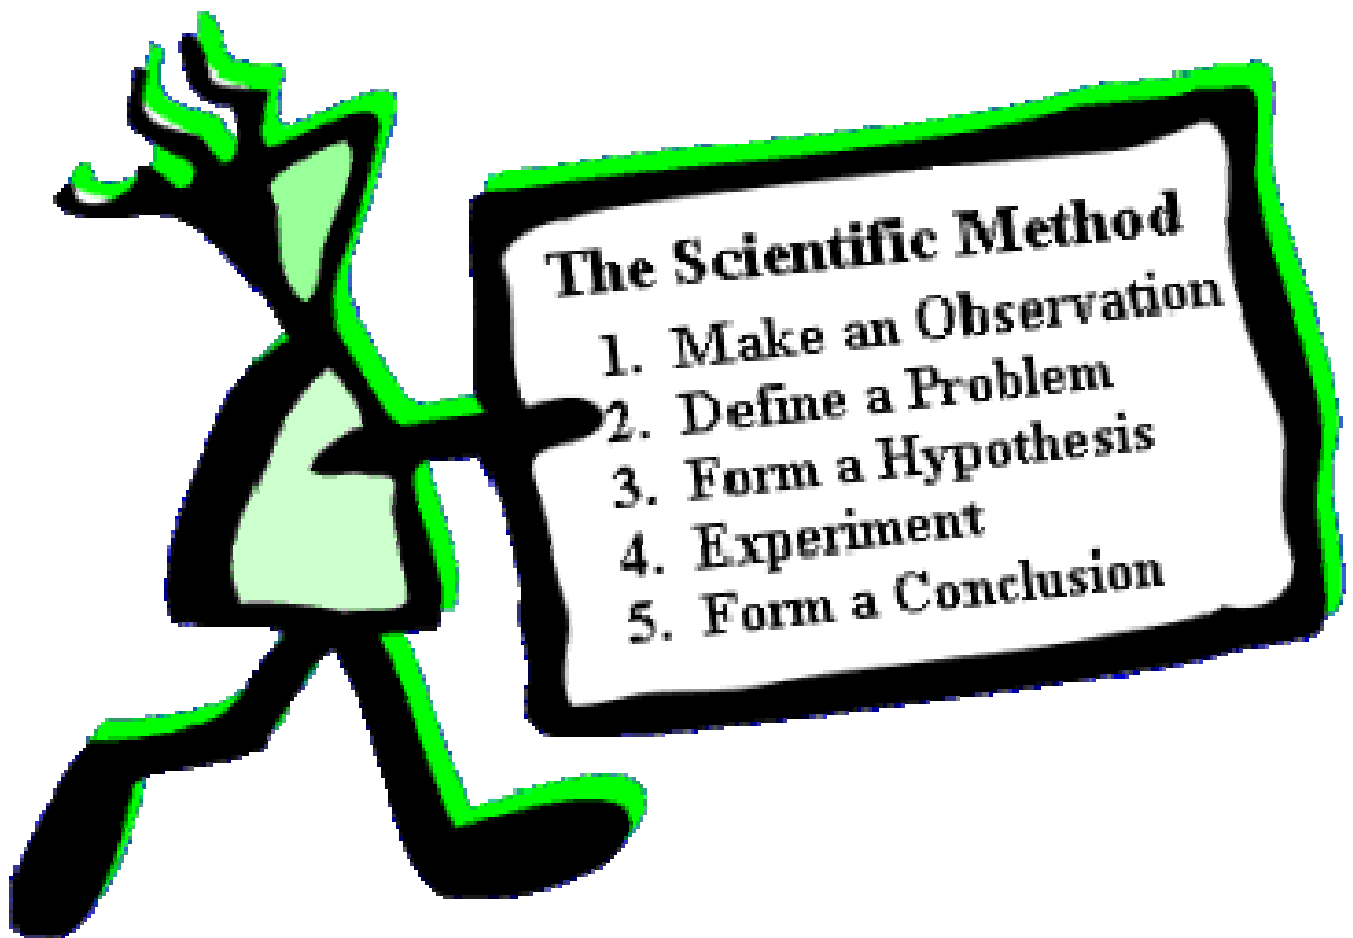 The Scientific Method
1. Make an Observation
2. Define a Problem
3. Form a Hypothesis
4. Experiment
5. Form a Conclusion